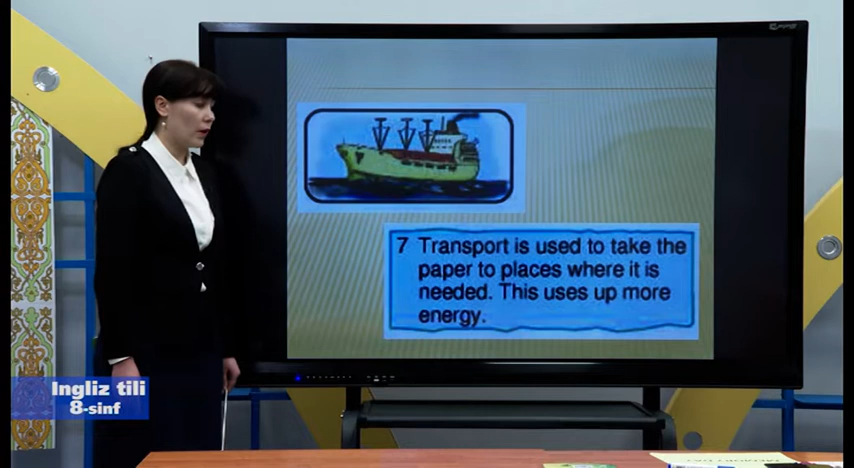 7 Transport is used to take the
paper to places where it is
needed. This uses up more
energy.
Ingliz tili
8-sinf